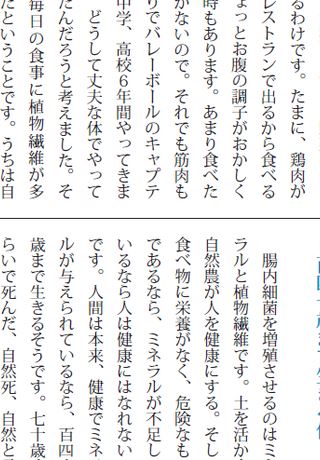 るわけです。たまに、鶏肉が
レストランで出るから食べる
ょっとお腹の調子がおかしく
時もあります。あまり食べた
かないので。それでも筋肉も
りでバレーボールのキャプテ
中学、高校６年間やってきま
どうして丈夫な体でやって
たんだろうと考えました。そ
毎日の食事に植物繊維が多
たということです。うちは自
腸内細菌を増殖させるのはミ
ラルと植物繊維です。土を活か
自然農が人を健康にする。そし
食べ物に栄養がなく、危険なも
であるなら、ミネラルが不足し
いるなら人は健康にはなれない
です。人間は本来、健康でミネ
ルが与えられているなら、百四
歳まで生きるそうです。七十歳
らいで死んだ、自然死、自然と